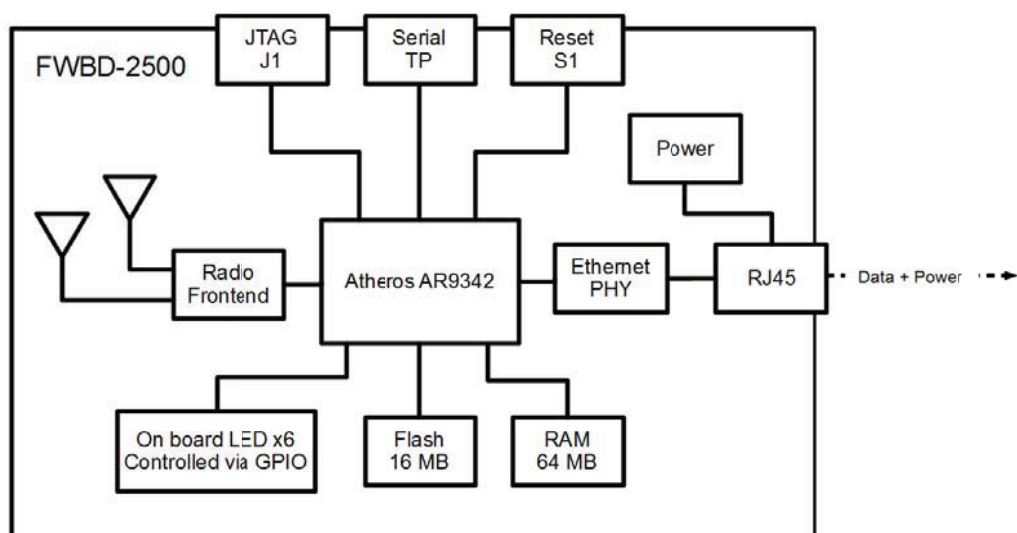 FWBD-2500
JTAG
J1
Serial
TP
Reset
S1
Power
Radio
Frontend
Atheros AR9342
Ethernet
PHY
RJ45
Data + Power
On board LED x6
Controlled via GPIO
Flash
16 MB
RAM
64 MB